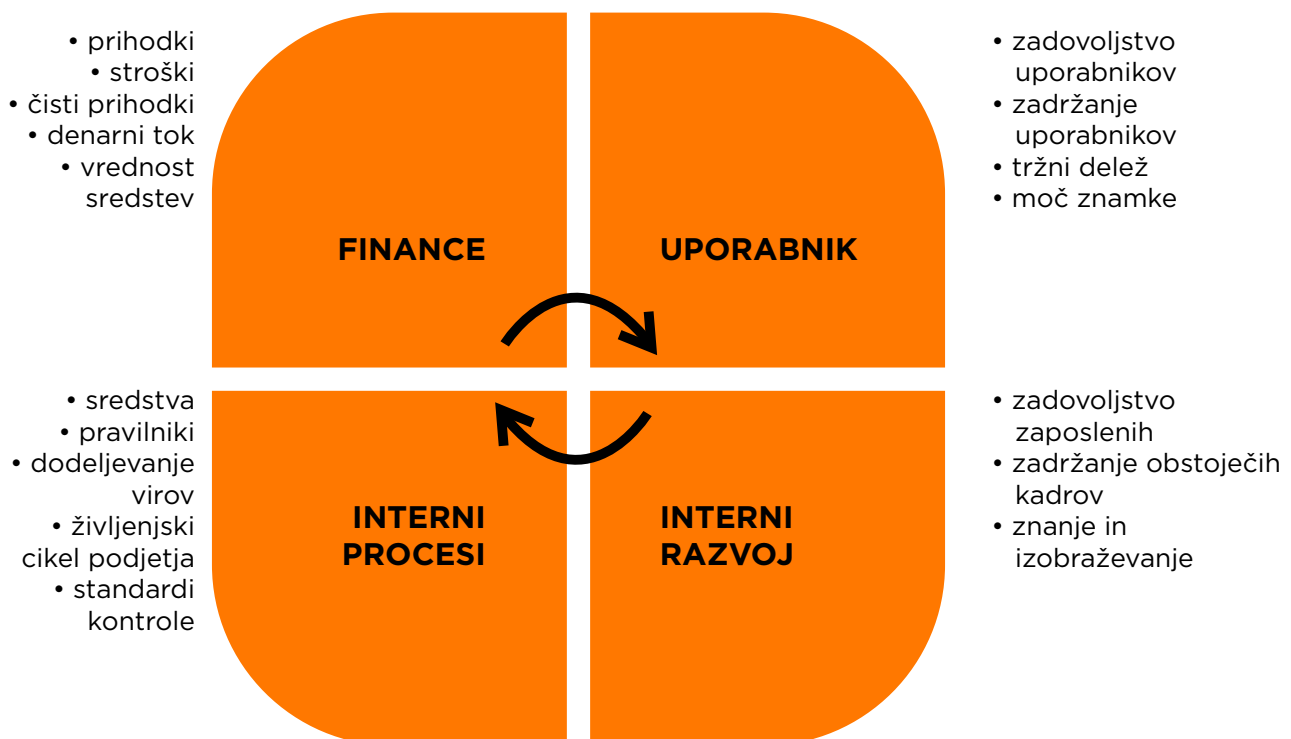 • prihodki
• stroški
• čisti prihodki
• denarni tok
• vrednost
sredstev
FINANCE
UPORABNIK
• zadovoljstvo
uporabnikov
• zadržanje
uporabnikov
• tržni delež
• moč znamke
• sredstva
• pravilniki
• dodeljevanje
virov
• življenjski
cikel podjetja
• standardi
kontrole
INTERNI
PROCESI
INTERNI
RAZVOJ
• zadovoljstvo
zaposlenih
• zadržanje obstoječih
kadrov
• znanje in
izobraževanje